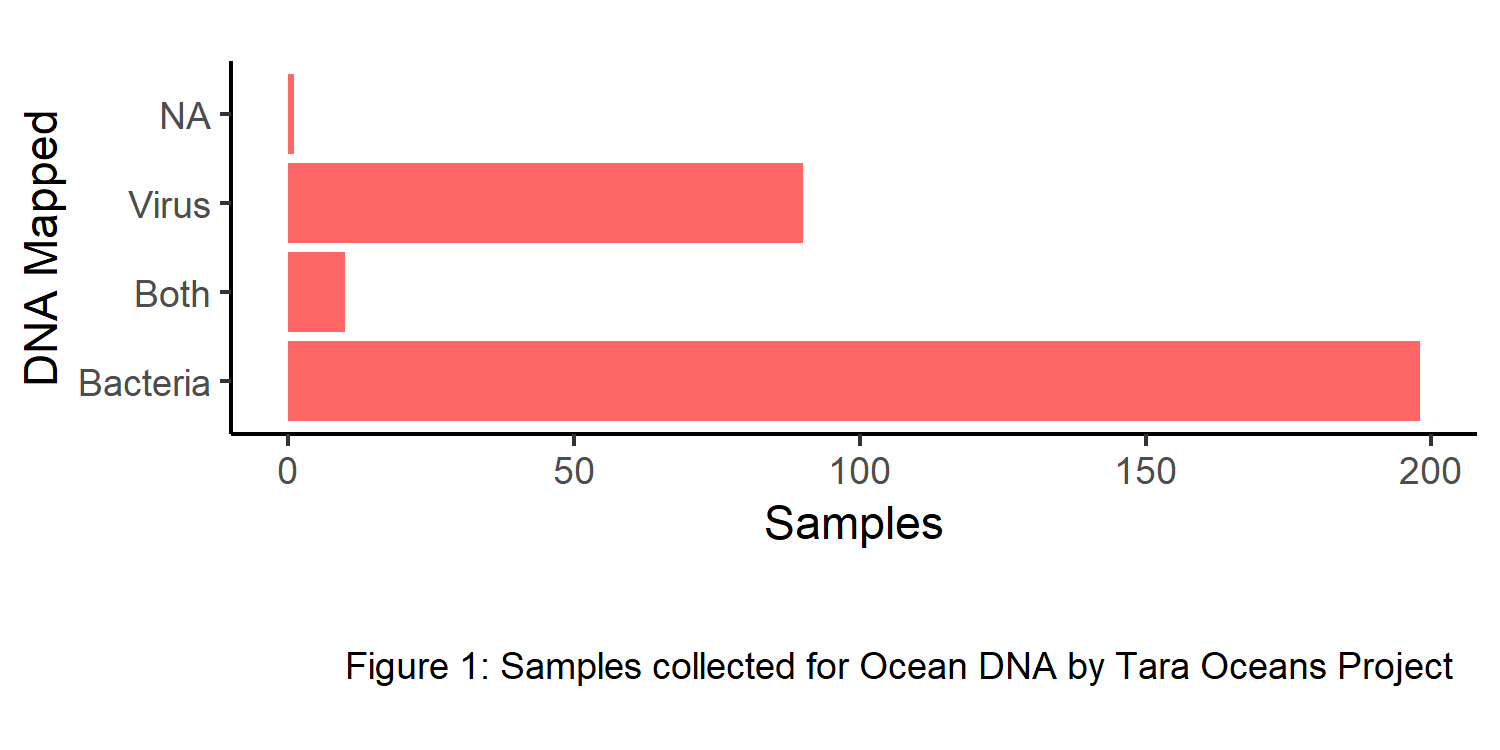 DNA Mapped
NA
Virus
Both
Bacteria
0 50 100 150 200
Samples
Figure 1: Samples collected for Ocean DNA by Tara Oceans Project